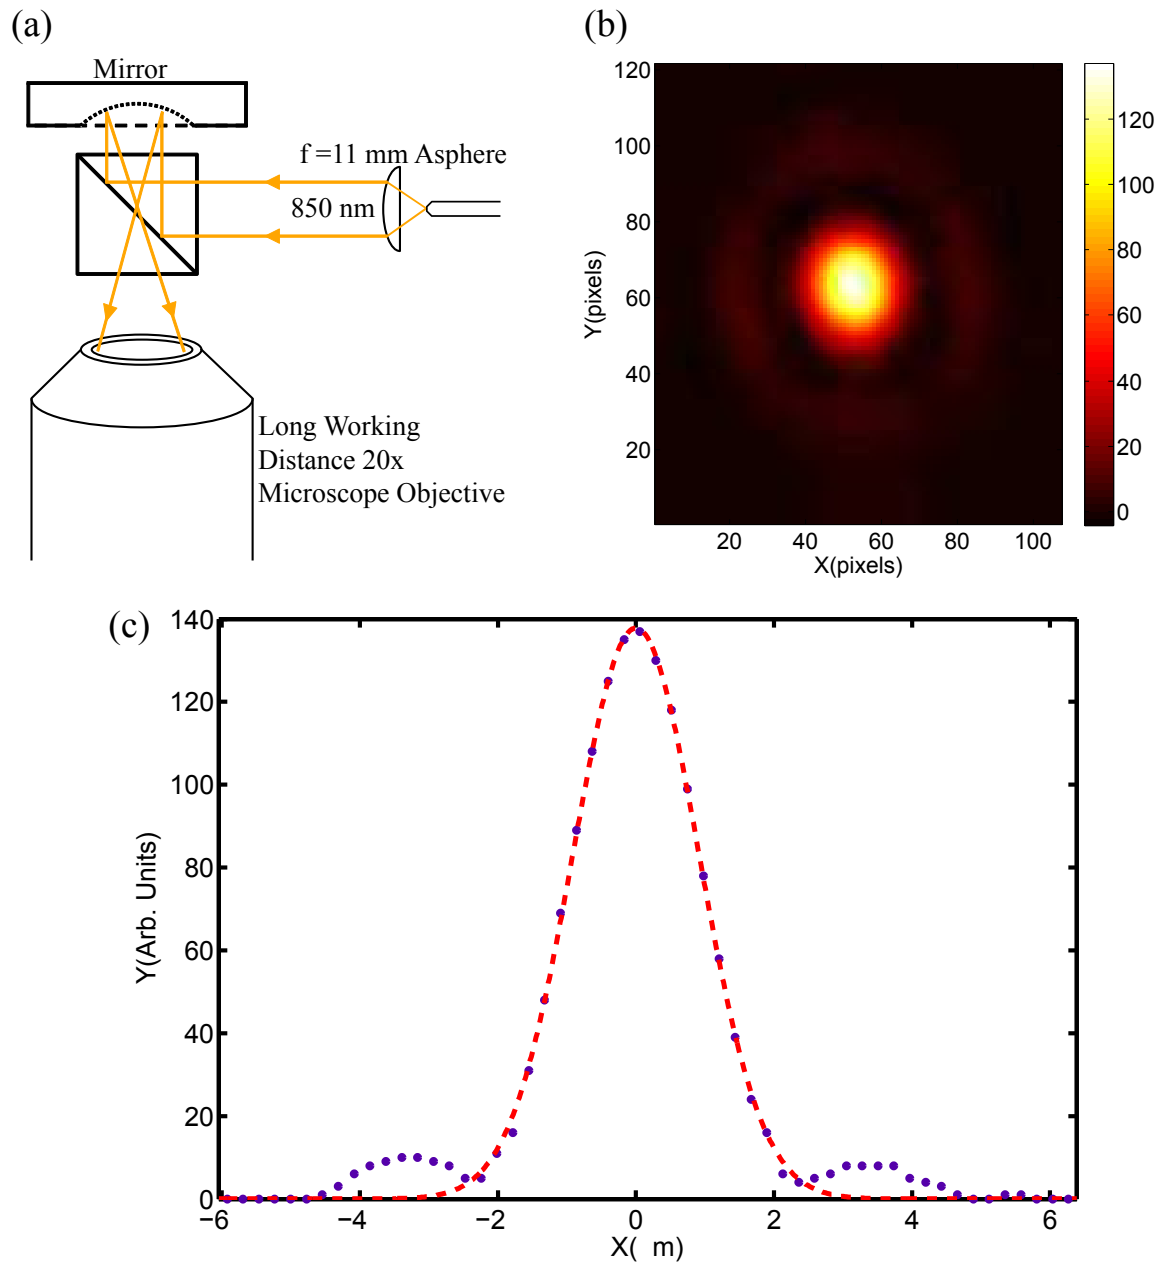 (a)
Mirror
f =11 mm Asphere
850 nm
Long Working
Distance 20x
Microscope Objective
(b)
120
100
80
60
40
20
Y(pixels)
20 40 60 80 100
X(pixels)
120
100
80
60
40
20
0
(c)
140
120
100
80
60
40
20
0
Y(Arb. Units)
−6 −4 −2 0 2 4 6
X( m)